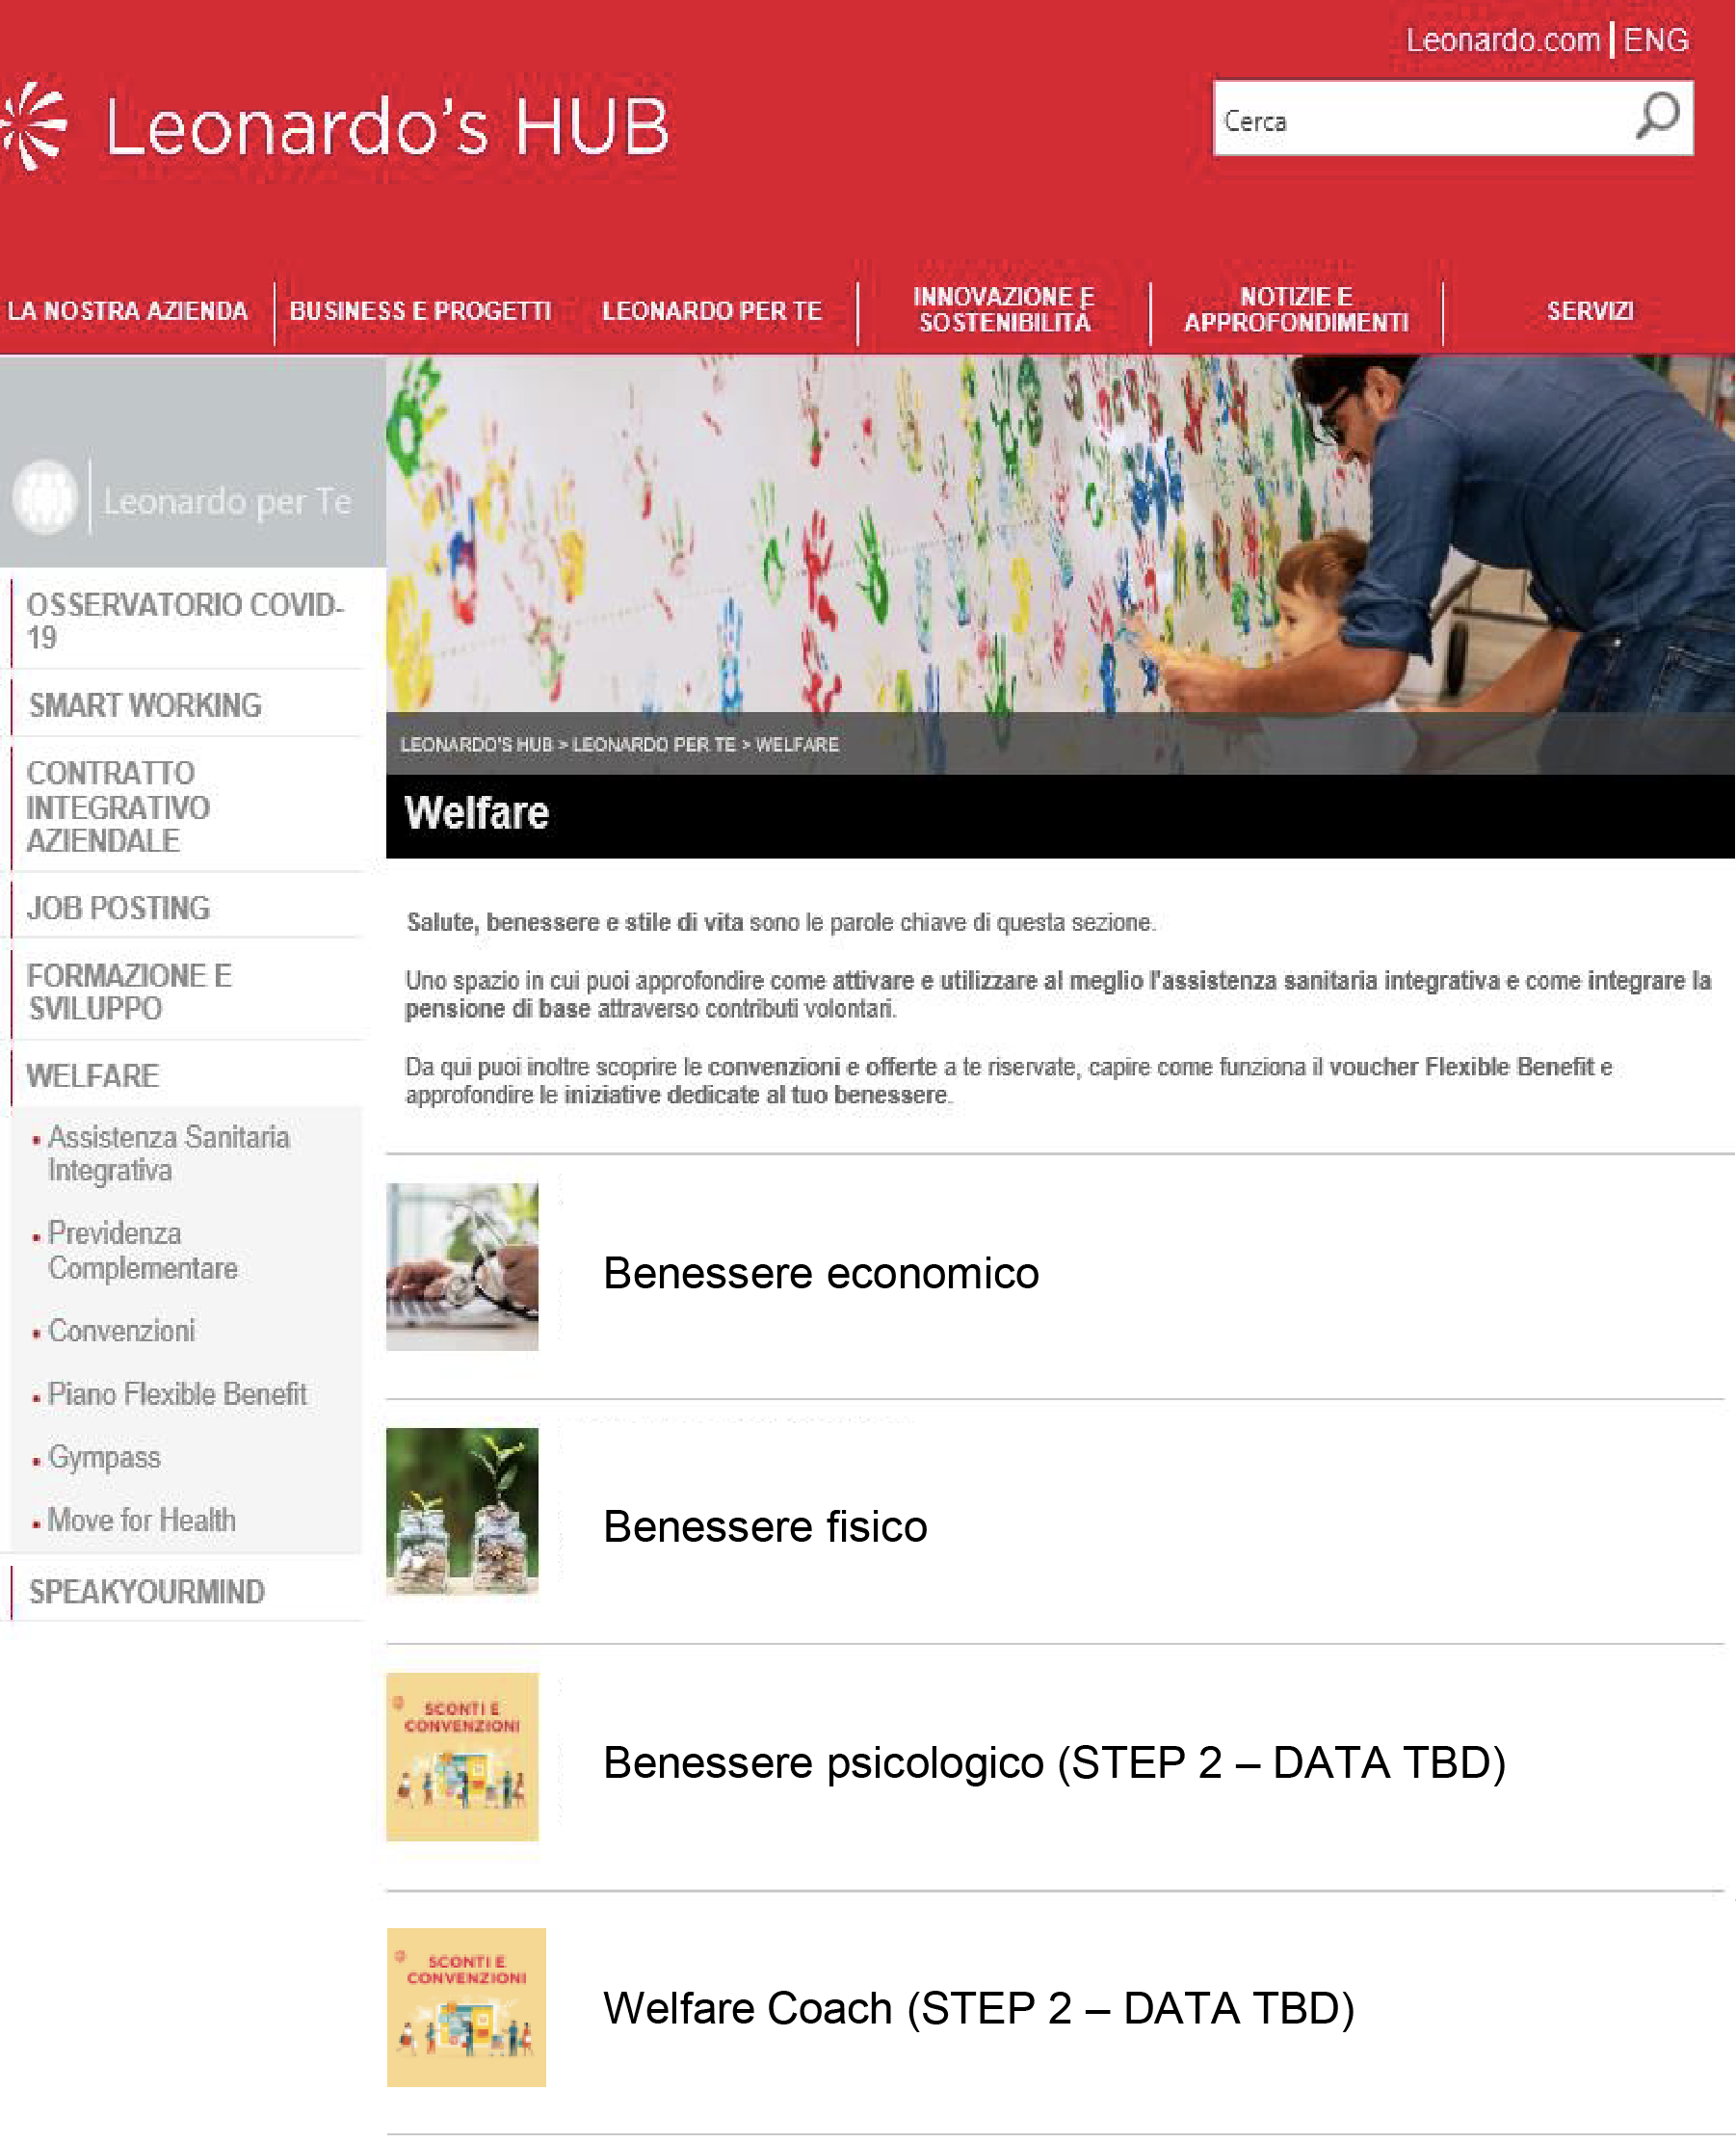 Leonardo.com | ENG
Leonardo's HUB
Cerca
LA NOSTRA AZIENDA
BUSINESS E PROGETTI
LEONARDO PER TE
INNOVAZIONE E
SOSTENIBILITÀ
NOTIZIE E
APPROFONDIMENTI
SERVIZI
Leonardo per Te
OSSERVATORIO COVID-
19
SMART WORKING
CONTRATTO
INTEGRATIVO
AZIENDALE
JOB POSTING
FORMAZIONE E
SVILUPPO
WELFARE
Assistenza Sanitaria
Integrativa
Previdenza
Complementare
Convenzioni
Piano Flexible Benefit
Gympass
Move for Health
SPEAKYOURMIND
LEONARDO'S HUB > LEONARDO PER TE > WELFARE
Welfare
Salute, benessere e stile di vita sono le parole chiave di questa sezione.
Uno spazio in cui puoi approfondire come attivare e utilizzare al meglio l'assistenza sanitaria integrativa e come integrare la
pensione di base attraverso contributi volontari.
Da qui puoi inoltre scoprire le convenzioni e offerte a te riservate, capire come funziona il voucher Flexible Benefit e
approfondire le iniziative dedicate al tuo benessere.
Benessere economico
Benessere fisico
SCONTI E
CONVENZIONI
Benessere psicologico (STEP 2 – DATA TBD)
SCONTI E
CONVENZIONI
Welfare Coach (STEP 2 – DATA TBD)